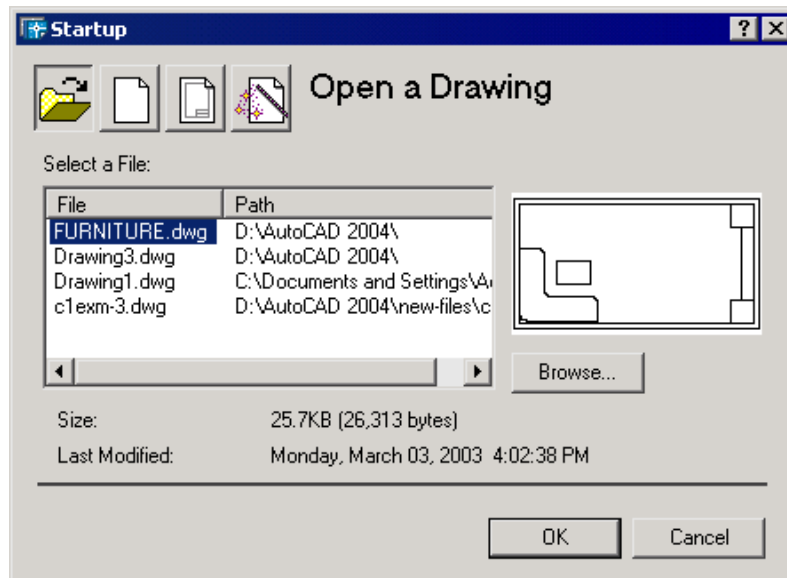 Startup
Open a Drawing
Select a File:
File Path
FURNITURE.dwg D:\AutoCAD 2004\
Drawing3.dwg D:\AutoCAD 2004\
Drawing1.dwg C:\Documents and Settings\A
c1exm-3.dwg D:\AutoCAD 2004\new-files\c
Browse...
Size: 25.7KB (26,313 bytes)
Last Modified: Monday, March 03, 2003 4:02:38 PM
OK Cancel